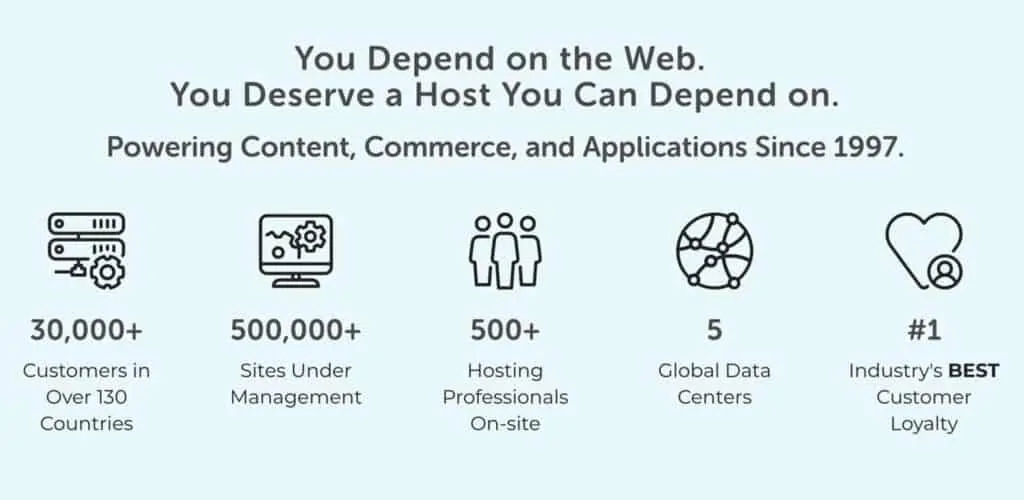 You Depend on the Web.
You Deserve a Host You Can Depend on.
Powering Content, Commerce, and Applications Since 1997.
30,000+
Customers in
Over 130
Countries
500,000+
Sites Under
Management
500+
Hosting
Professionals
On-site
5
Global Data
Centers
#1
Industry's BEST
Customer
Loyalty